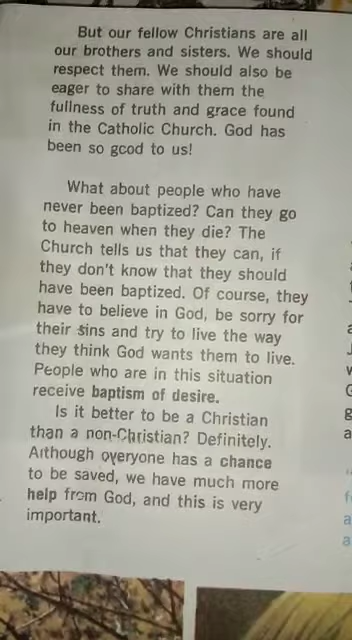 But our fellow Christians are all
our brothers and sisters. We should
respect them. We should also be
eager to share with them the
fullness of truth and grace found
in the Catholic Church. God has
been so good to us!
What about people who have
never been baptized? Can they go
to heaven when they die? The
Church tells us that they can, if
they don't know that they should
have been baptized. Of course, they
have to believe in God, be sorry for
their sins and try to live the way
they think God wants them to live.
People who are in this situation
receive baptism of desire.
Is it better to be a Christian
than a non-Christian? Definitely.
Although everyone has a chance
to be saved, we have much more
help from God, and this is very
important.